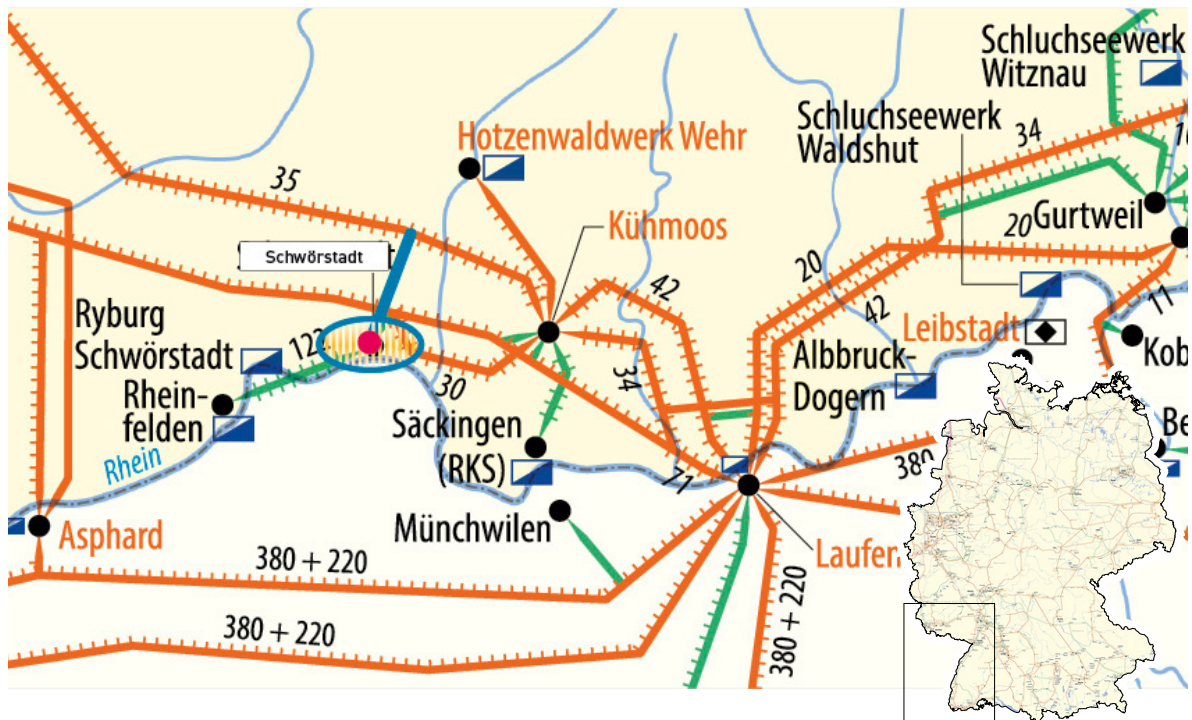 Schluchseewerk
Witznau
Schluchseewerk
Waldshut
34
Hotzenwaldwerk Wehr
35
Kühmoos
20
Gurtweil
Schwörstadt
42
20
42
11
Ryburg
Schwörstadt
Leibstadt
Kob
Rhein-
felden
30
34
Albbruck-
Dogern
Säckingen
(RKS)
Be
Rhein
71
380
Münchwilen
Asphard
Laufen
380 + 220
380 + 220
380 + 220